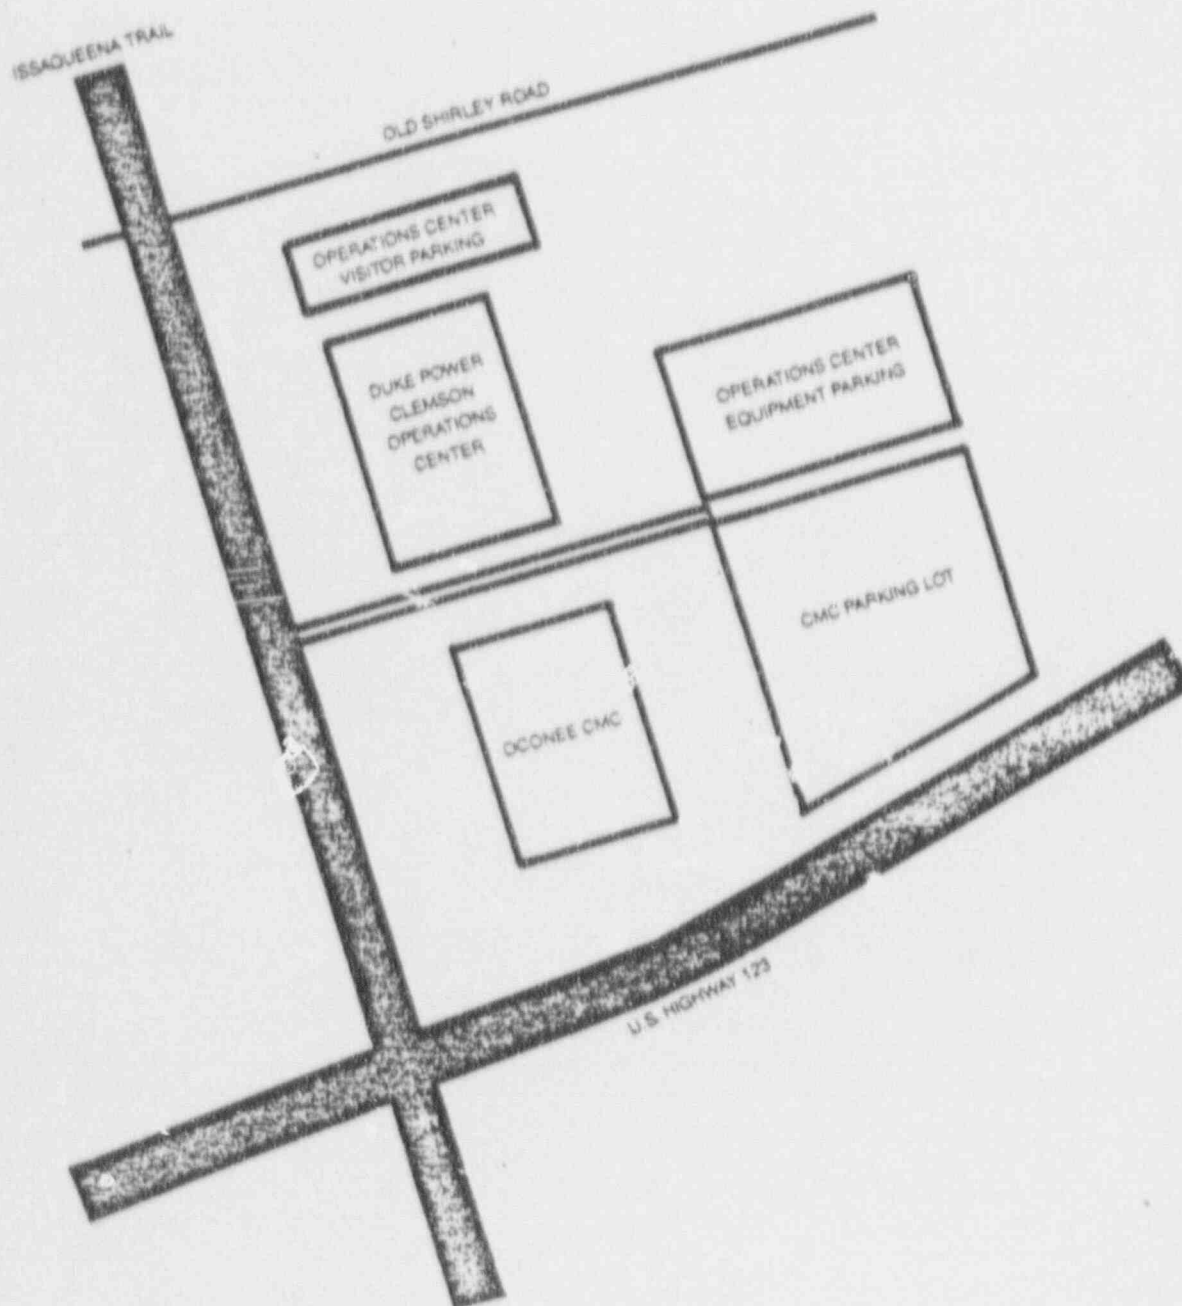 ISSAQUEENA TRAIL
OLD SHIRLEY ROAD
OPERATIONS CENTER
VISITOR PARKING
DUKE POWER
CLEMSON
OPERATIONS
CENTER
OPERATIONS CENTER
EQUIPMENT PARKING
CMC PARKING LOT
OCONEE CMC
U.S. HIGHWAY 123